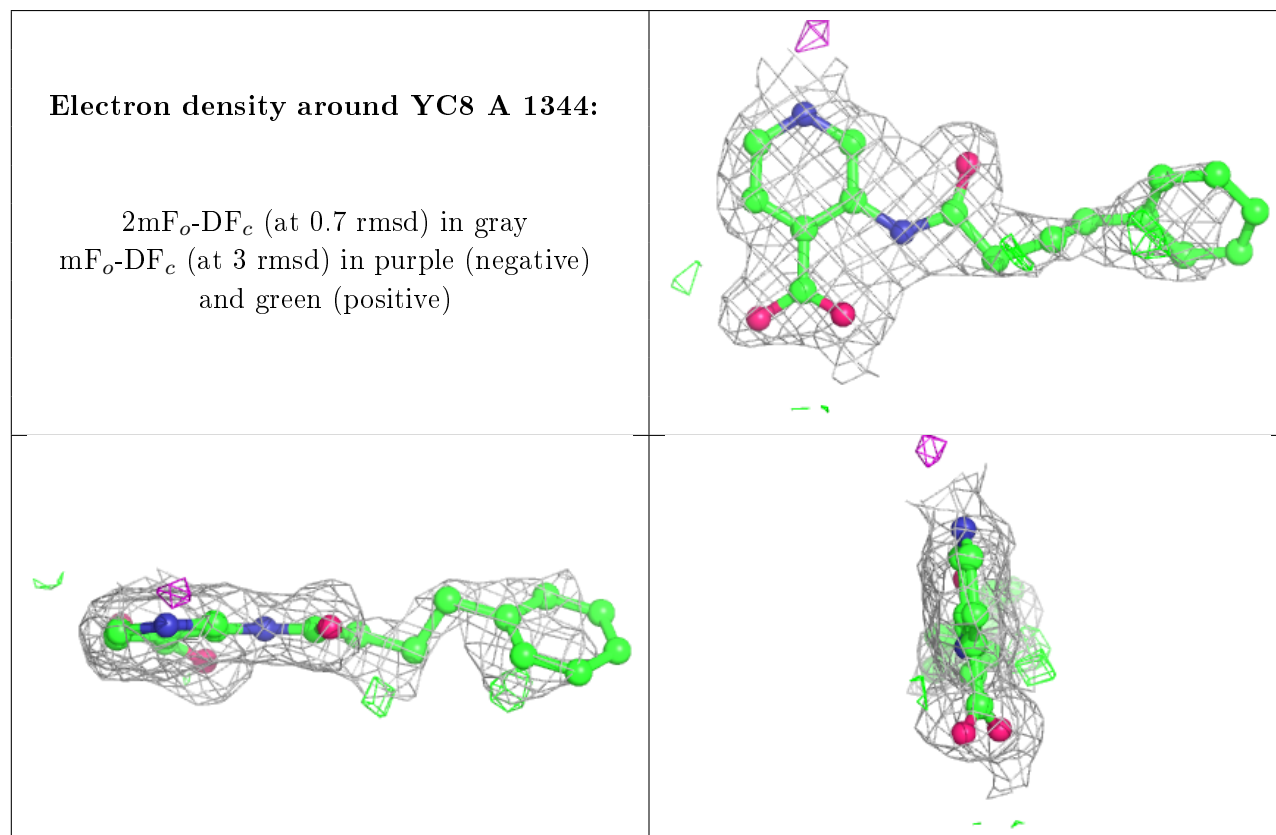 Electron density around YC8 A 1344:
2mFo-DFc (at 0.7 rmsd) in gray
mFo-DFc (at 3 rmsd) in purple (negative)
and green (positive)